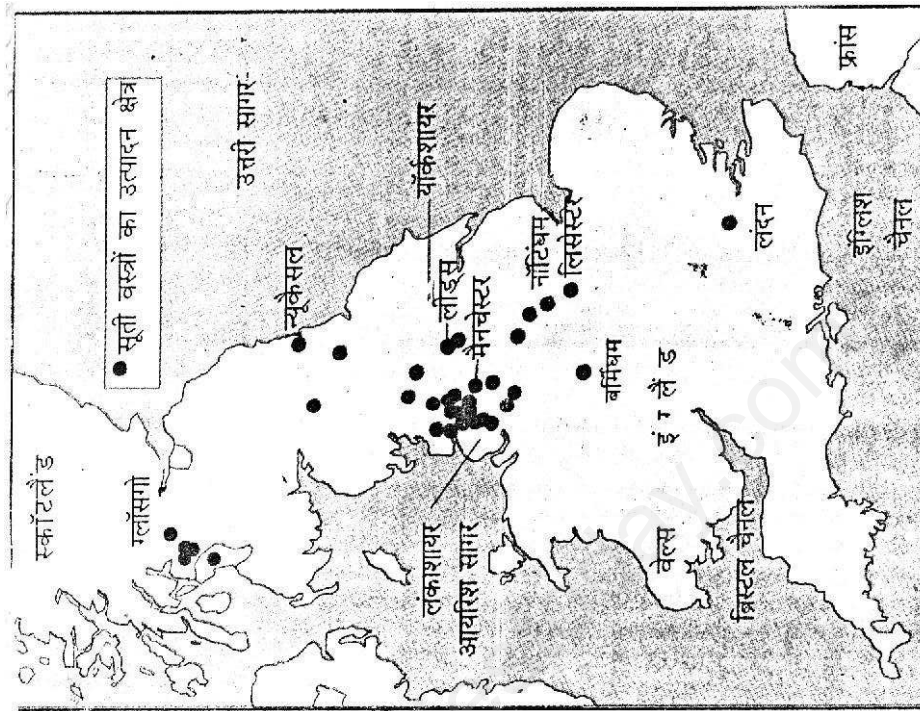 सूती वस्त्रों का उत्पादन क्षेत्र
स्कॉटलैंड
ग्लॉसगो
उत्तरी सागर
न्यूकैसल
यॉर्कशायर
लीड्स
मैनचेस्टर
लंकाशायर
आयरिश सागर
नॉटिंघम
लिसेस्टर
बर्मिंघम
इंग्लैंड
वेल्स
ब्रिस्टल चैनल
लंदन
इंग्लिश
चैनल
फ्रांस